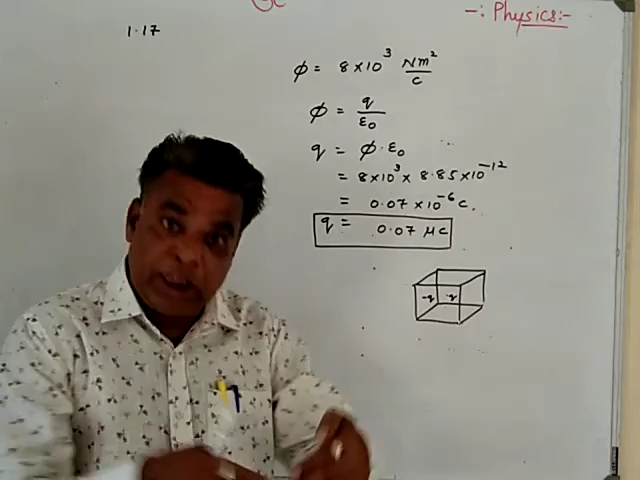 -: Physics:-
1.17
φ = 8×10³ Nm²/C
φ = q/ε₀
q = φ·ε₀
= 8×10³ × 8.85×10⁻¹²
= 0.07 ×10⁻⁶ C.
q = 0.07 μC
-q -q